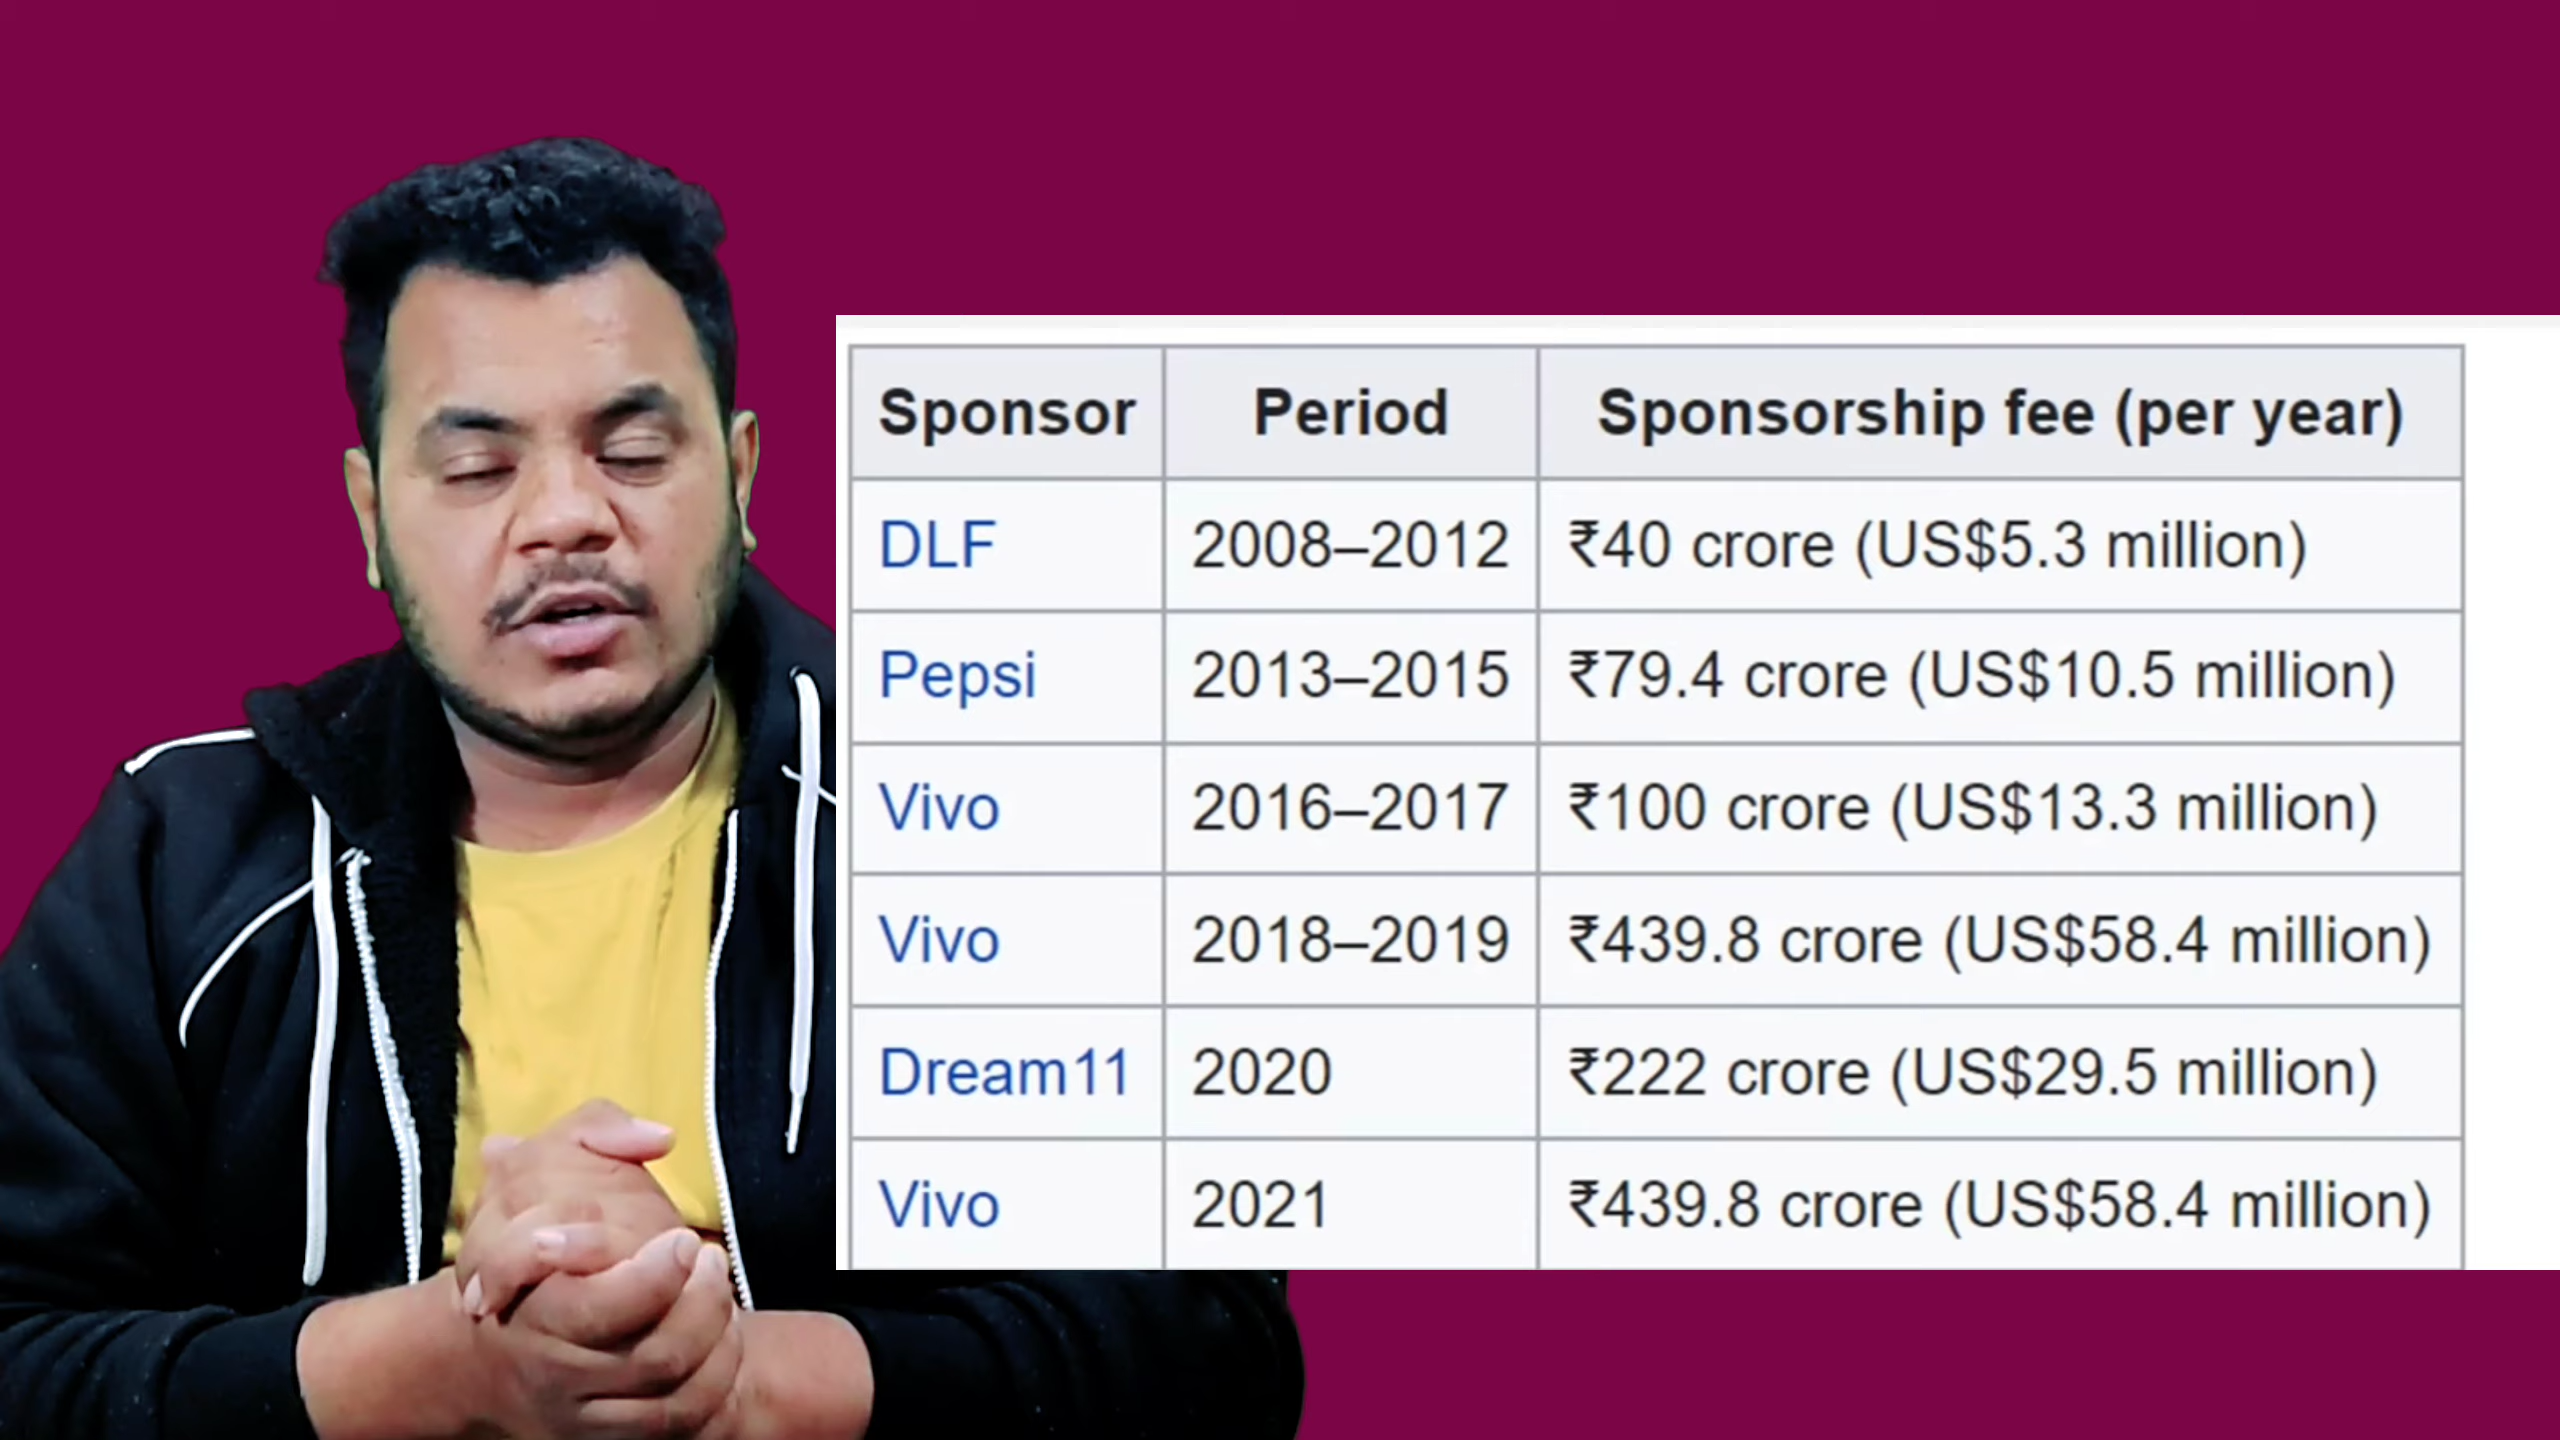 Sponsor Period Sponsorship fee (per year)
DLF 2008–2012 ₹40 crore (US$5.3 million)
Pepsi 2013–2015 ₹79.4 crore (US$10.5 million)
Vivo 2016–2017 ₹100 crore (US$13.3 million)
Vivo 2018–2019 ₹439.8 crore (US$58.4 million)
Dream11 2020 ₹222 crore (US$29.5 million)
Vivo 2021 ₹439.8 crore (US$58.4 million)